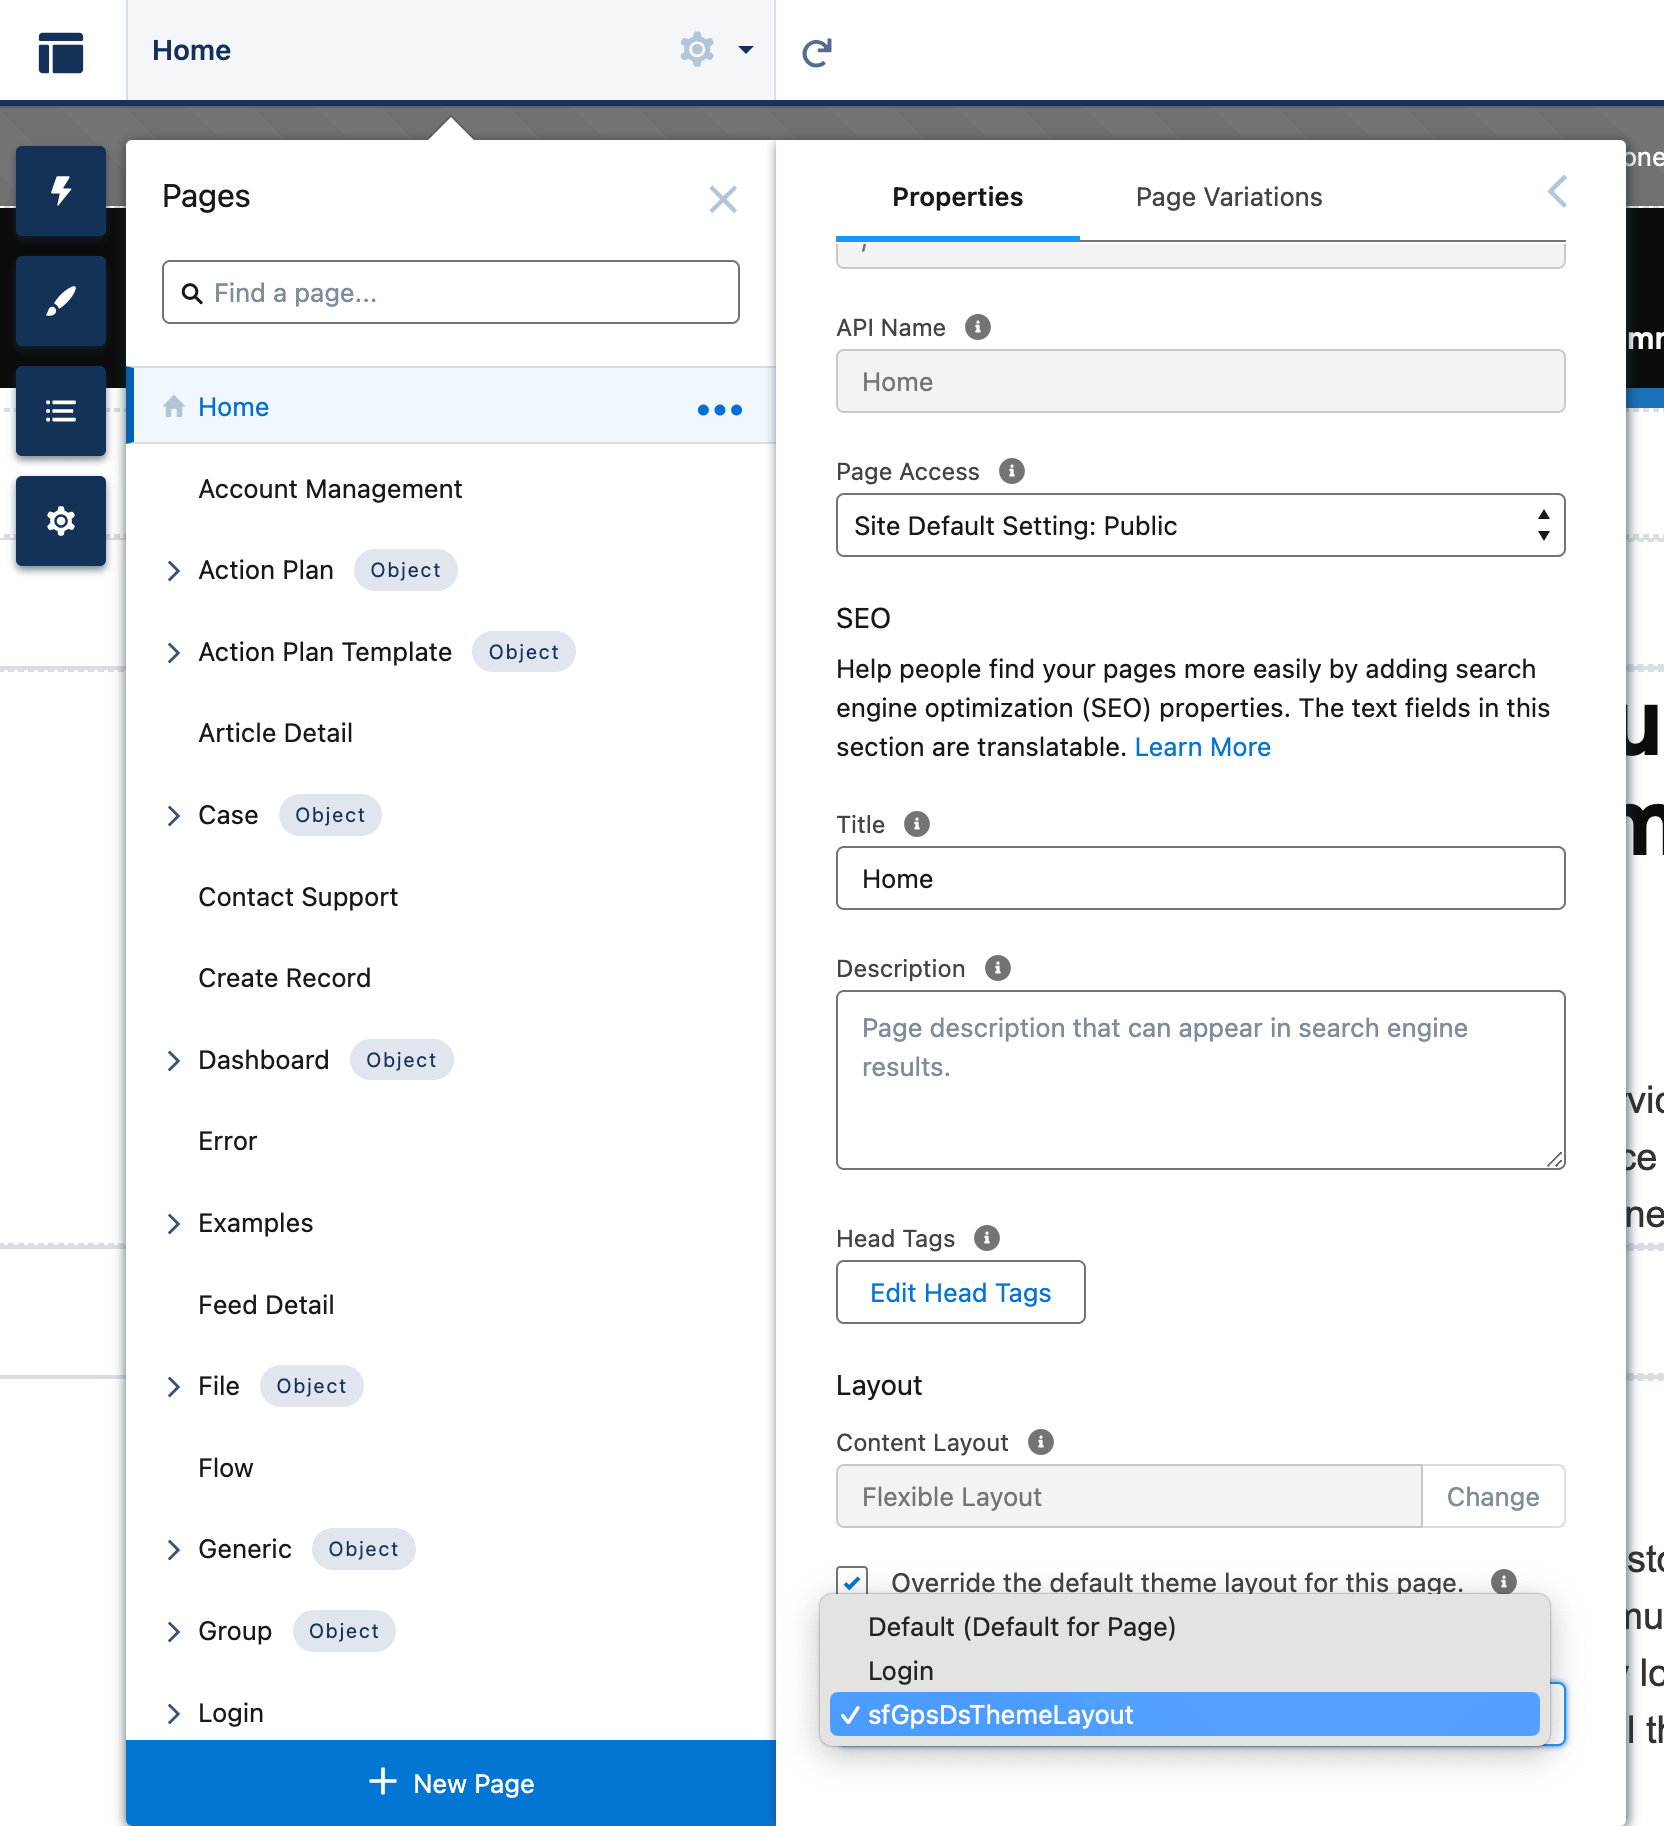 Home
Pages
Find a page...
Home
Account Management
Action Plan Object
Action Plan Template Object
Article Detail
Case Object
Contact Support
Create Record
Dashboard Object
Error
Examples
Feed Detail
File Object
Flow
Generic Object
Group Object
Login
New Page
Properties Page Variations
API Name
Home
Page Access
Site Default Setting: Public
SEO
Help people find your pages more easily by adding search
engine optimization (SEO) properties. The text fields in this
section are translatable. Learn More
Title
Home
Description
Page description that can appear in search engine
results.
Head Tags
Edit Head Tags
Layout
Content Layout
Flexible Layout Change
Override the default theme layout for this page.
Default (Default for Page)
Login
sfGpsDsThemeLayout